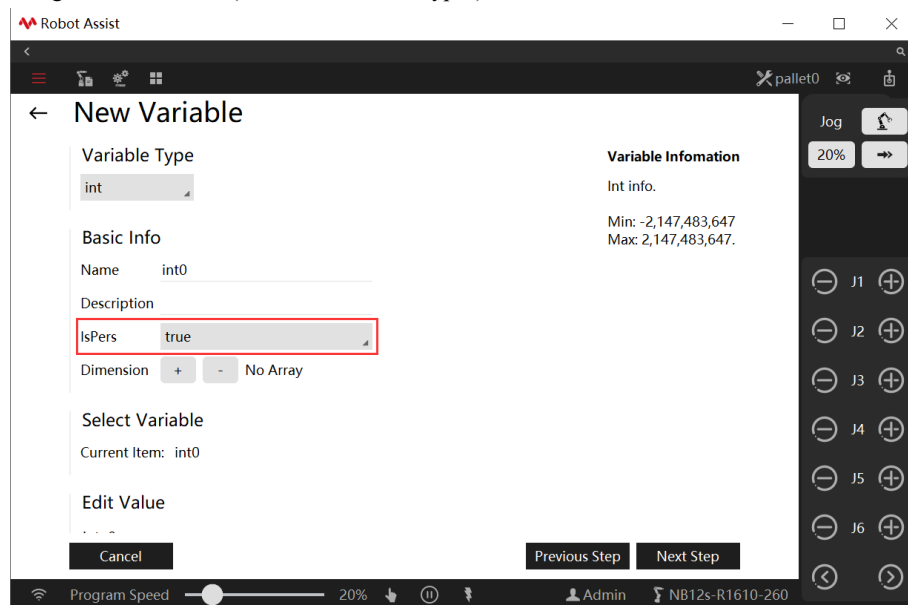 Robot Assist
pallet0
New Variable
Jog
Variable Type
Variable Infomation
20%
int
Int info.
Min: -2,147,483,647
Max: 2,147,483,647.
Basic Info
Name int0
Description
IsPers true
Dimension + - No Array
Select Variable
Current Item: int0
Edit Value
Cancel
Previous Step
Next Step
J1
J2
J3
J4
J5
J6
Program Speed 20%
Admin
NB12s-R1610-260